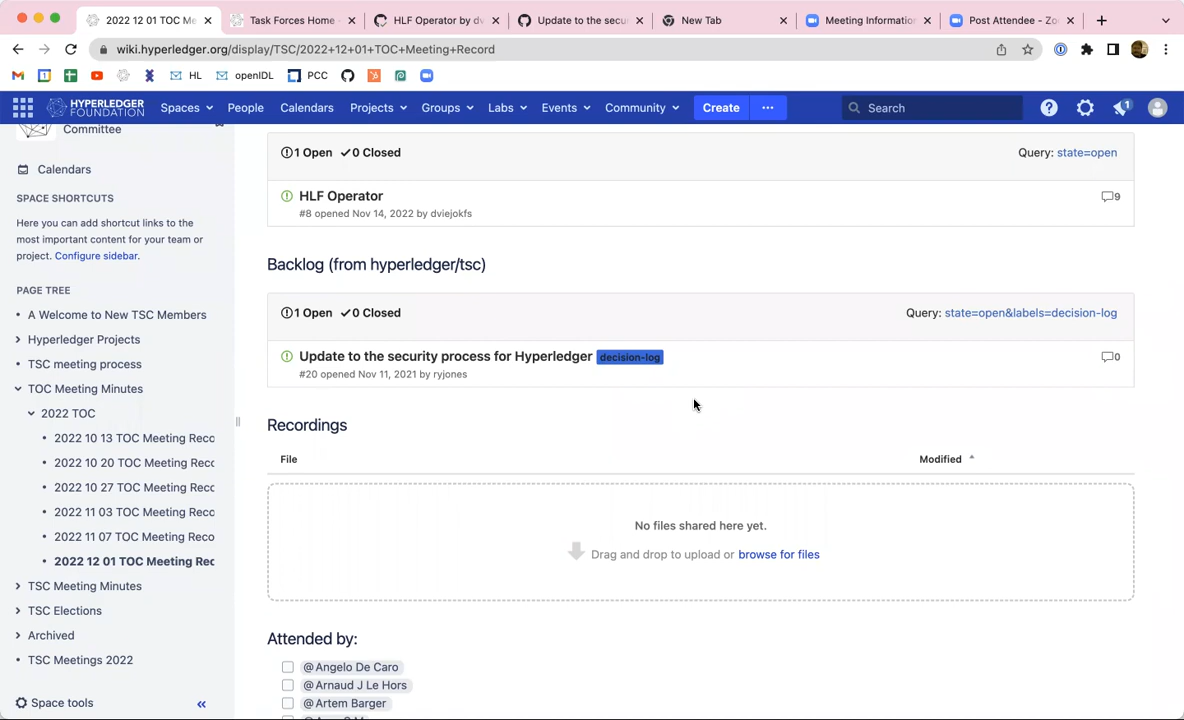 2022 12 01 TOC Me
Task Forces Home -
HLF Operator by dv
Update to the secur
New Tab
Meeting Information
Post Attendee - Zo
wiki.hyperledger.org/display/TSC/2022+12+01+TOC+Meeting+Record
HL
openIDL
PCC
HYPERLEDGER
FOUNDATION
Spaces
People
Calendars
Projects
Groups
Labs
Events
Community
Create
Search
1
Committee
Calendars
SPACE SHORTCUTS
Here you can add shortcut links to the
most important content for your team or
project. Configure sidebar.
PAGE TREE
A Welcome to New TSC Members
Hyperledger Projects
TSC meeting process
TOC Meeting Minutes
2022 TOC
2022 10 13 TOC Meeting Reco
2022 10 20 TOC Meeting Reco
2022 10 27 TOC Meeting Reco
2022 11 03 TOC Meeting Reco
2022 11 07 TOC Meeting Reco
2022 12 01 TOC Meeting Rec
TSC Meeting Minutes
TSC Elections
Archived
TSC Meetings 2022
Space tools
1 Open 0 Closed
Query: state=open
HLF Operator
9
#8 opened Nov 14, 2022 by dviejokfs
Backlog (from hyperledger/tsc)
1 Open 0 Closed
Query: state=open&labels=decision-log
Update to the security process for Hyperledger decision-log
0
#20 opened Nov 11, 2021 by ryjones
Recordings
File
Modified
No files shared here yet.
Drag and drop to upload or browse for files
Attended by:
@Angelo De Caro
@Arnaud J Le Hors
@Artem Barger